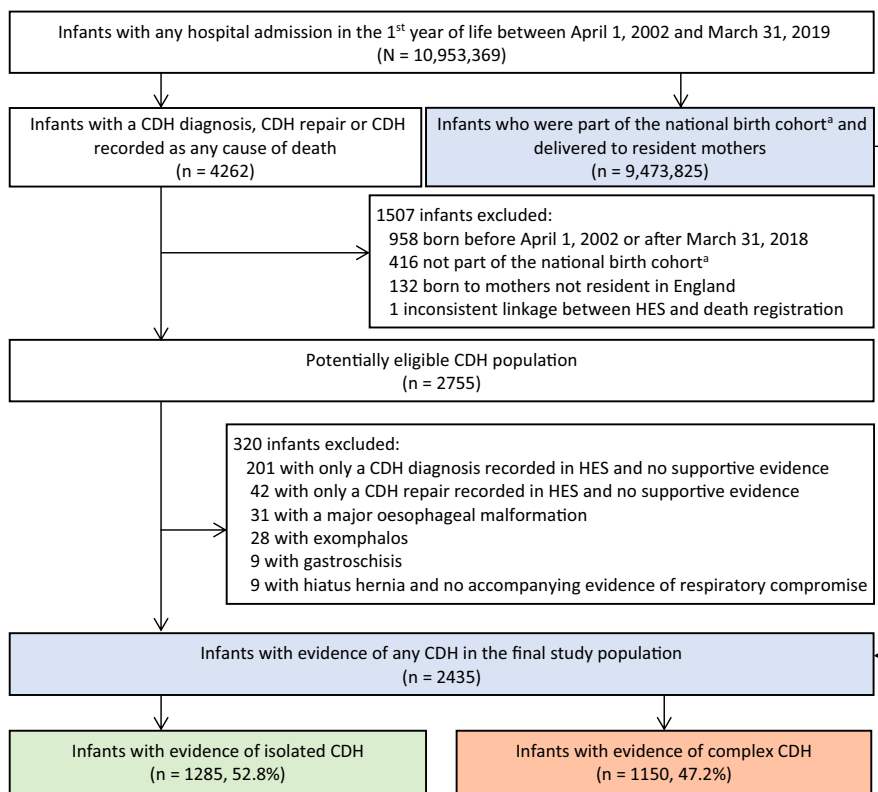 Infants with any hospital admission in the 1st year of life between April 1, 2002 and March 31, 2019
(N = 10,953,369)
Infants with a CDH diagnosis, CDH repair or CDH
recorded as any cause of death
(n = 4262)
Infants who were part of the national birth cohortᵃ and
delivered to resident mothers
n = 9,473,825)
1507 infants excluded:
958 born before April 1, 2002 or after March 31, 2018
416 not part of the national birth cohortᵃ
132 born to mothers not resident in England
1 inconsistent linkage between HES and death registration
Potentially eligible CDH population
(n = 2755)
320 infants excluded:
201 with only a CDH diagnosis recorded in HES and no supportive evidence
42 with only a CDH repair recorded in HES and no supportive evidence
31 with a major oesophageal malformation
28 with exomphalos
9 with gastroschisis
9 with hiatus hernia and no accompanying evidence of respiratory compromise
Infants with evidence of any CDH in the final study population
(n = 2435)
Infants with evidence of isolated CDH
(n = 1285, 52.8%)
Infants with evidence of complex CDH
(n = 1150, 47.2%)